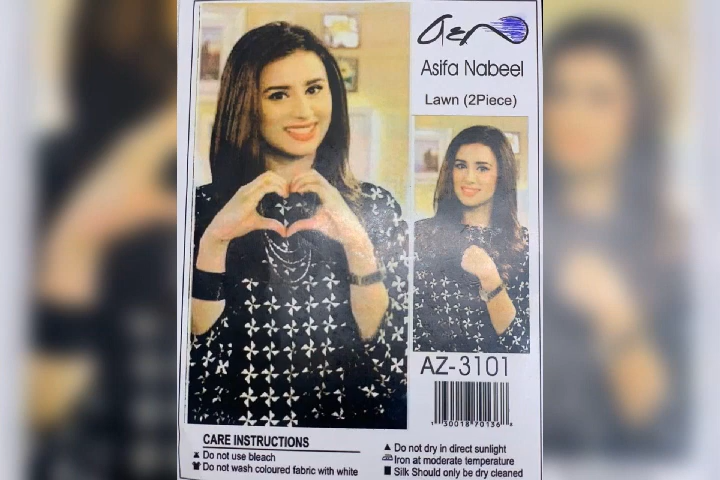 Asifa Nabeel
Lawn (2Piece)
AZ-3101
CARE INSTRUCTIONS
Do not use bleach
Do not wash coloured fabric with white
Do not dry in direct sunlight
Iron at moderate temperature
Silk Should only be dry cleaned